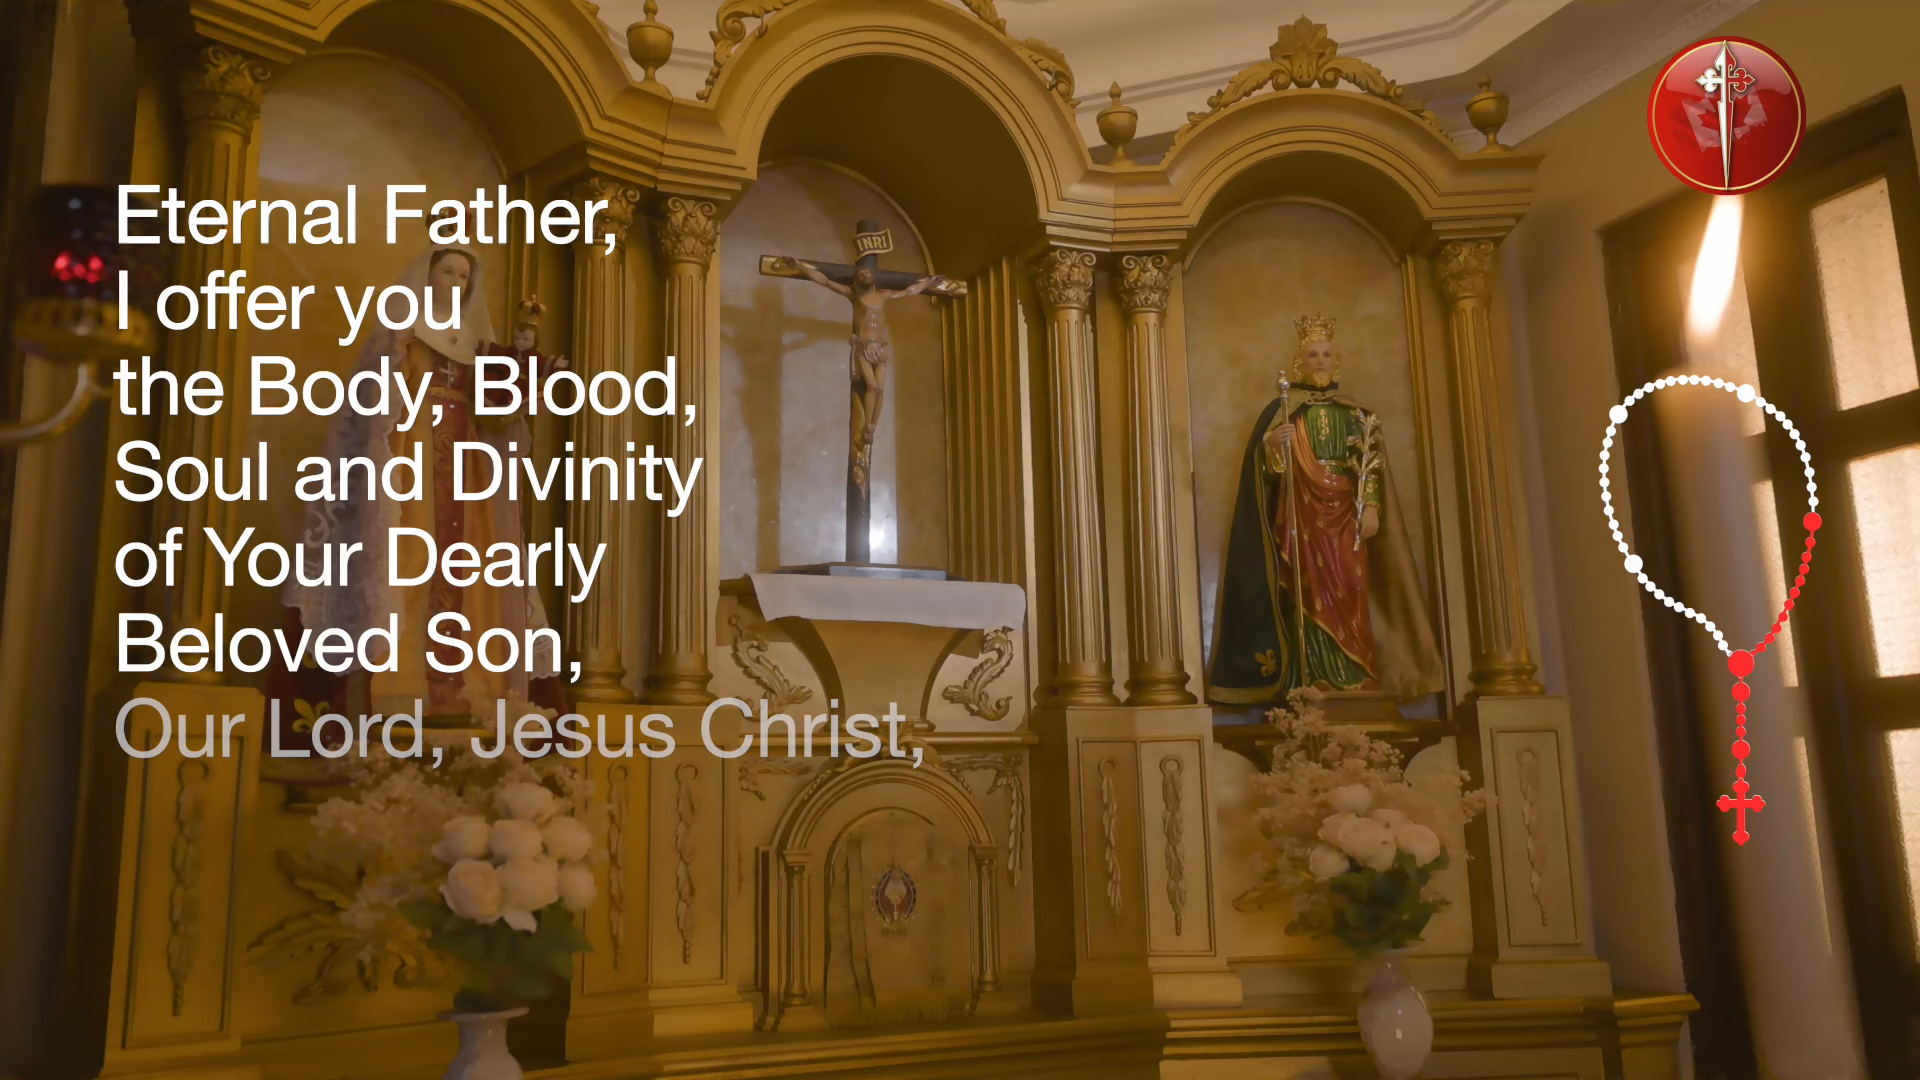 Eternal Father,
I offer you
the Body, Blood,
Soul and Divinity
of Your Dearly
Beloved Son,
Our Lord, Jesus Christ,
INRI